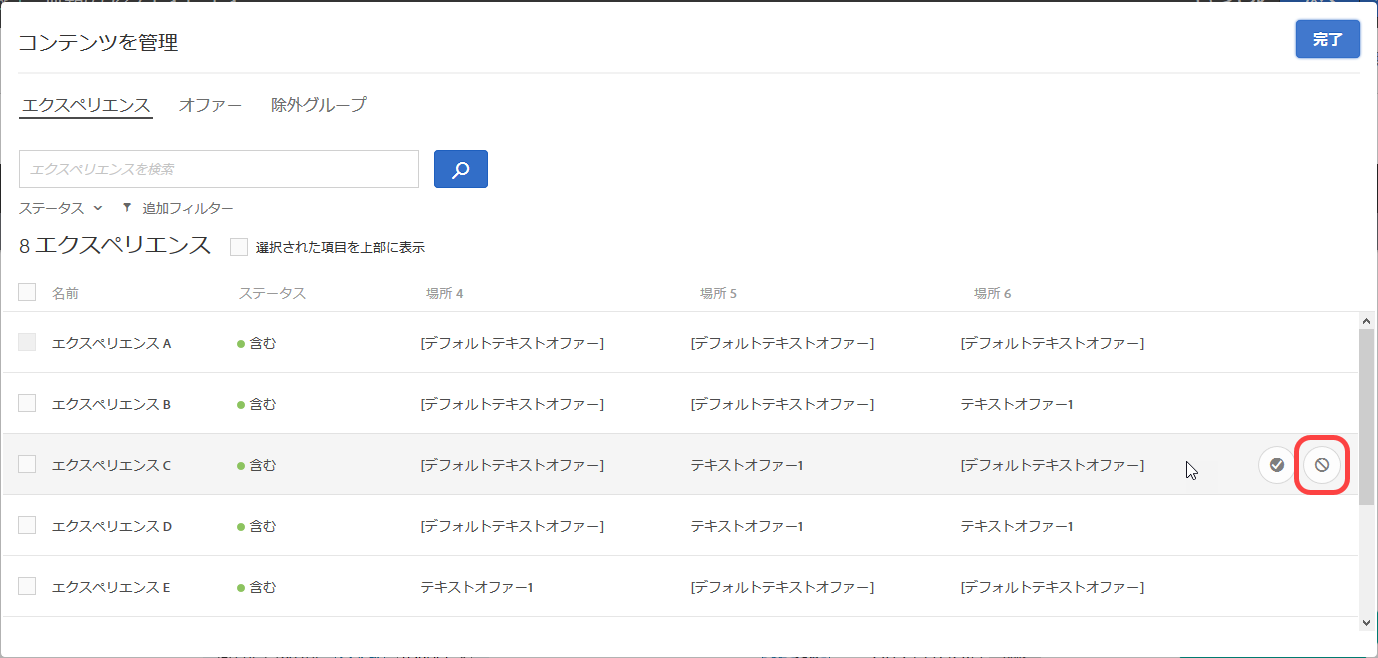 コンテンツを管理
完了
エクスペリエンス オファー 除外グループ
エクスペリエンスを検索
ステータス 追加フィルター
8 エクスペリエンス 選択された項目を上部に表示
名前 ステータス 場所 4 場所 5 場所 6
エクスペリエンス A 含む [デフォルトテキストオファー] [デフォルトテキストオファー] [デフォルトテキストオファー]
エクスペリエンス B 含む [デフォルトテキストオファー] [デフォルトテキストオファー] テキストオファー1
エクスペリエンス C 含む [デフォルトテキストオファー] テキストオファー1 [デフォルトテキストオファー]
エクスペリエンス D 含む [デフォルトテキストオファー] テキストオファー1 テキストオファー1
エクスペリエンス E 含む テキストオファー1 [デフォルトテキストオファー] [デフォルトテキストオファー]